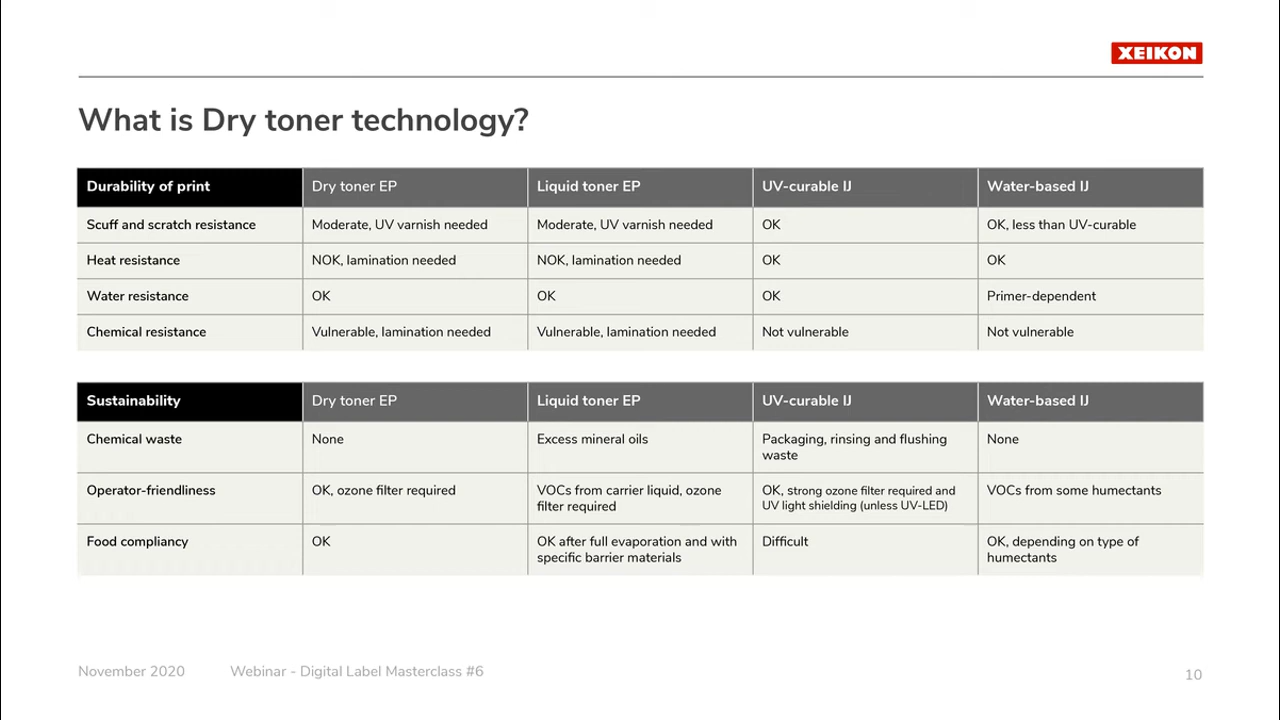 XEIKON
What is Dry toner technology?
Durability of print Dry toner EP Liquid toner EP UV-curable IJ Water-based IJ
Scuff and scratch resistance Moderate, UV varnish needed Moderate, UV varnish needed OK OK, less than UV-curable
Heat resistance NOK, lamination needed NOK, lamination needed OK OK
Water resistance OK OK OK Primer-dependent
Chemical resistance Vulnerable, lamination needed Vulnerable, lamination needed Not vulnerable Not vulnerable
Sustainability Dry toner EP Liquid toner EP UV-curable IJ Water-based IJ
Chemical waste None Excess mineral oils Packaging, rinsing and flushing None
waste
Operator-friendliness OK, ozone filter required VOCs from carrier liquid, ozone OK, strong ozone filter required and VOCs from some humectants
filter required UV light shielding (unless UV-LED)
Food compliancy OK OK after full evaporation and with Difficult OK, depending on type of
specific barrier materials humectants
November 2020 Webinar - Digital Label Masterclass #6 10